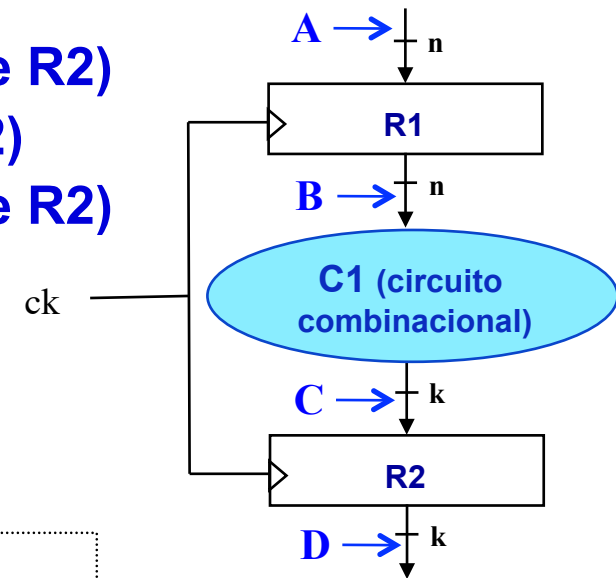 e R2)
2)
e R2)
A
n
R1
B
n
C1 (circuito
combinacional)
ck
C
k
R2
D
k